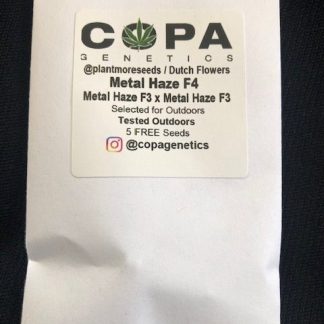 COPA
GENETICS
@plantmoreseeds / Dutch Flowers
Metal Haze F4
Metal Haze F3 x Metal Haze F3
Selected for Outdoors
Tested Outdoors
5 FREE Seeds
@copagenetics